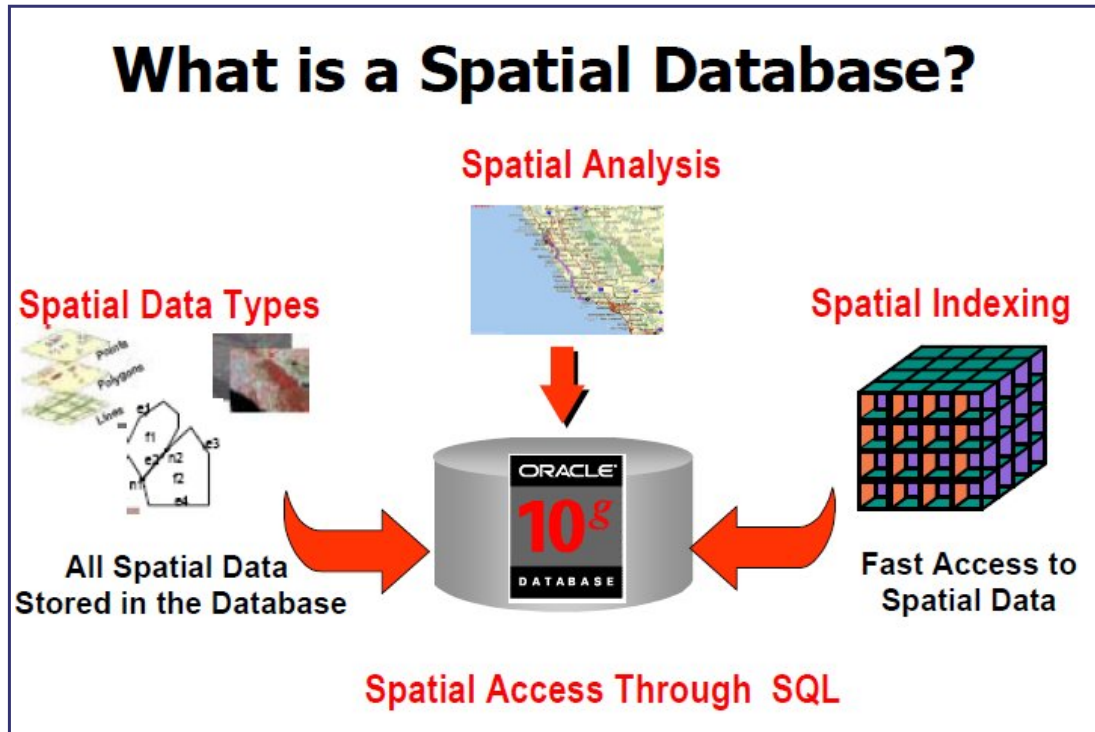 What is a Spatial Database?
Spatial Analysis
Spatial Data Types
Spatial Indexing
Points
Polygons
Lines
e1
f1
e3
e2 n2
n1 f2
e4
ORACLE
10g
DATABASE
All Spatial Data
Stored in the Database
Fast Access to
Spatial Data
Spatial Access Through SQL